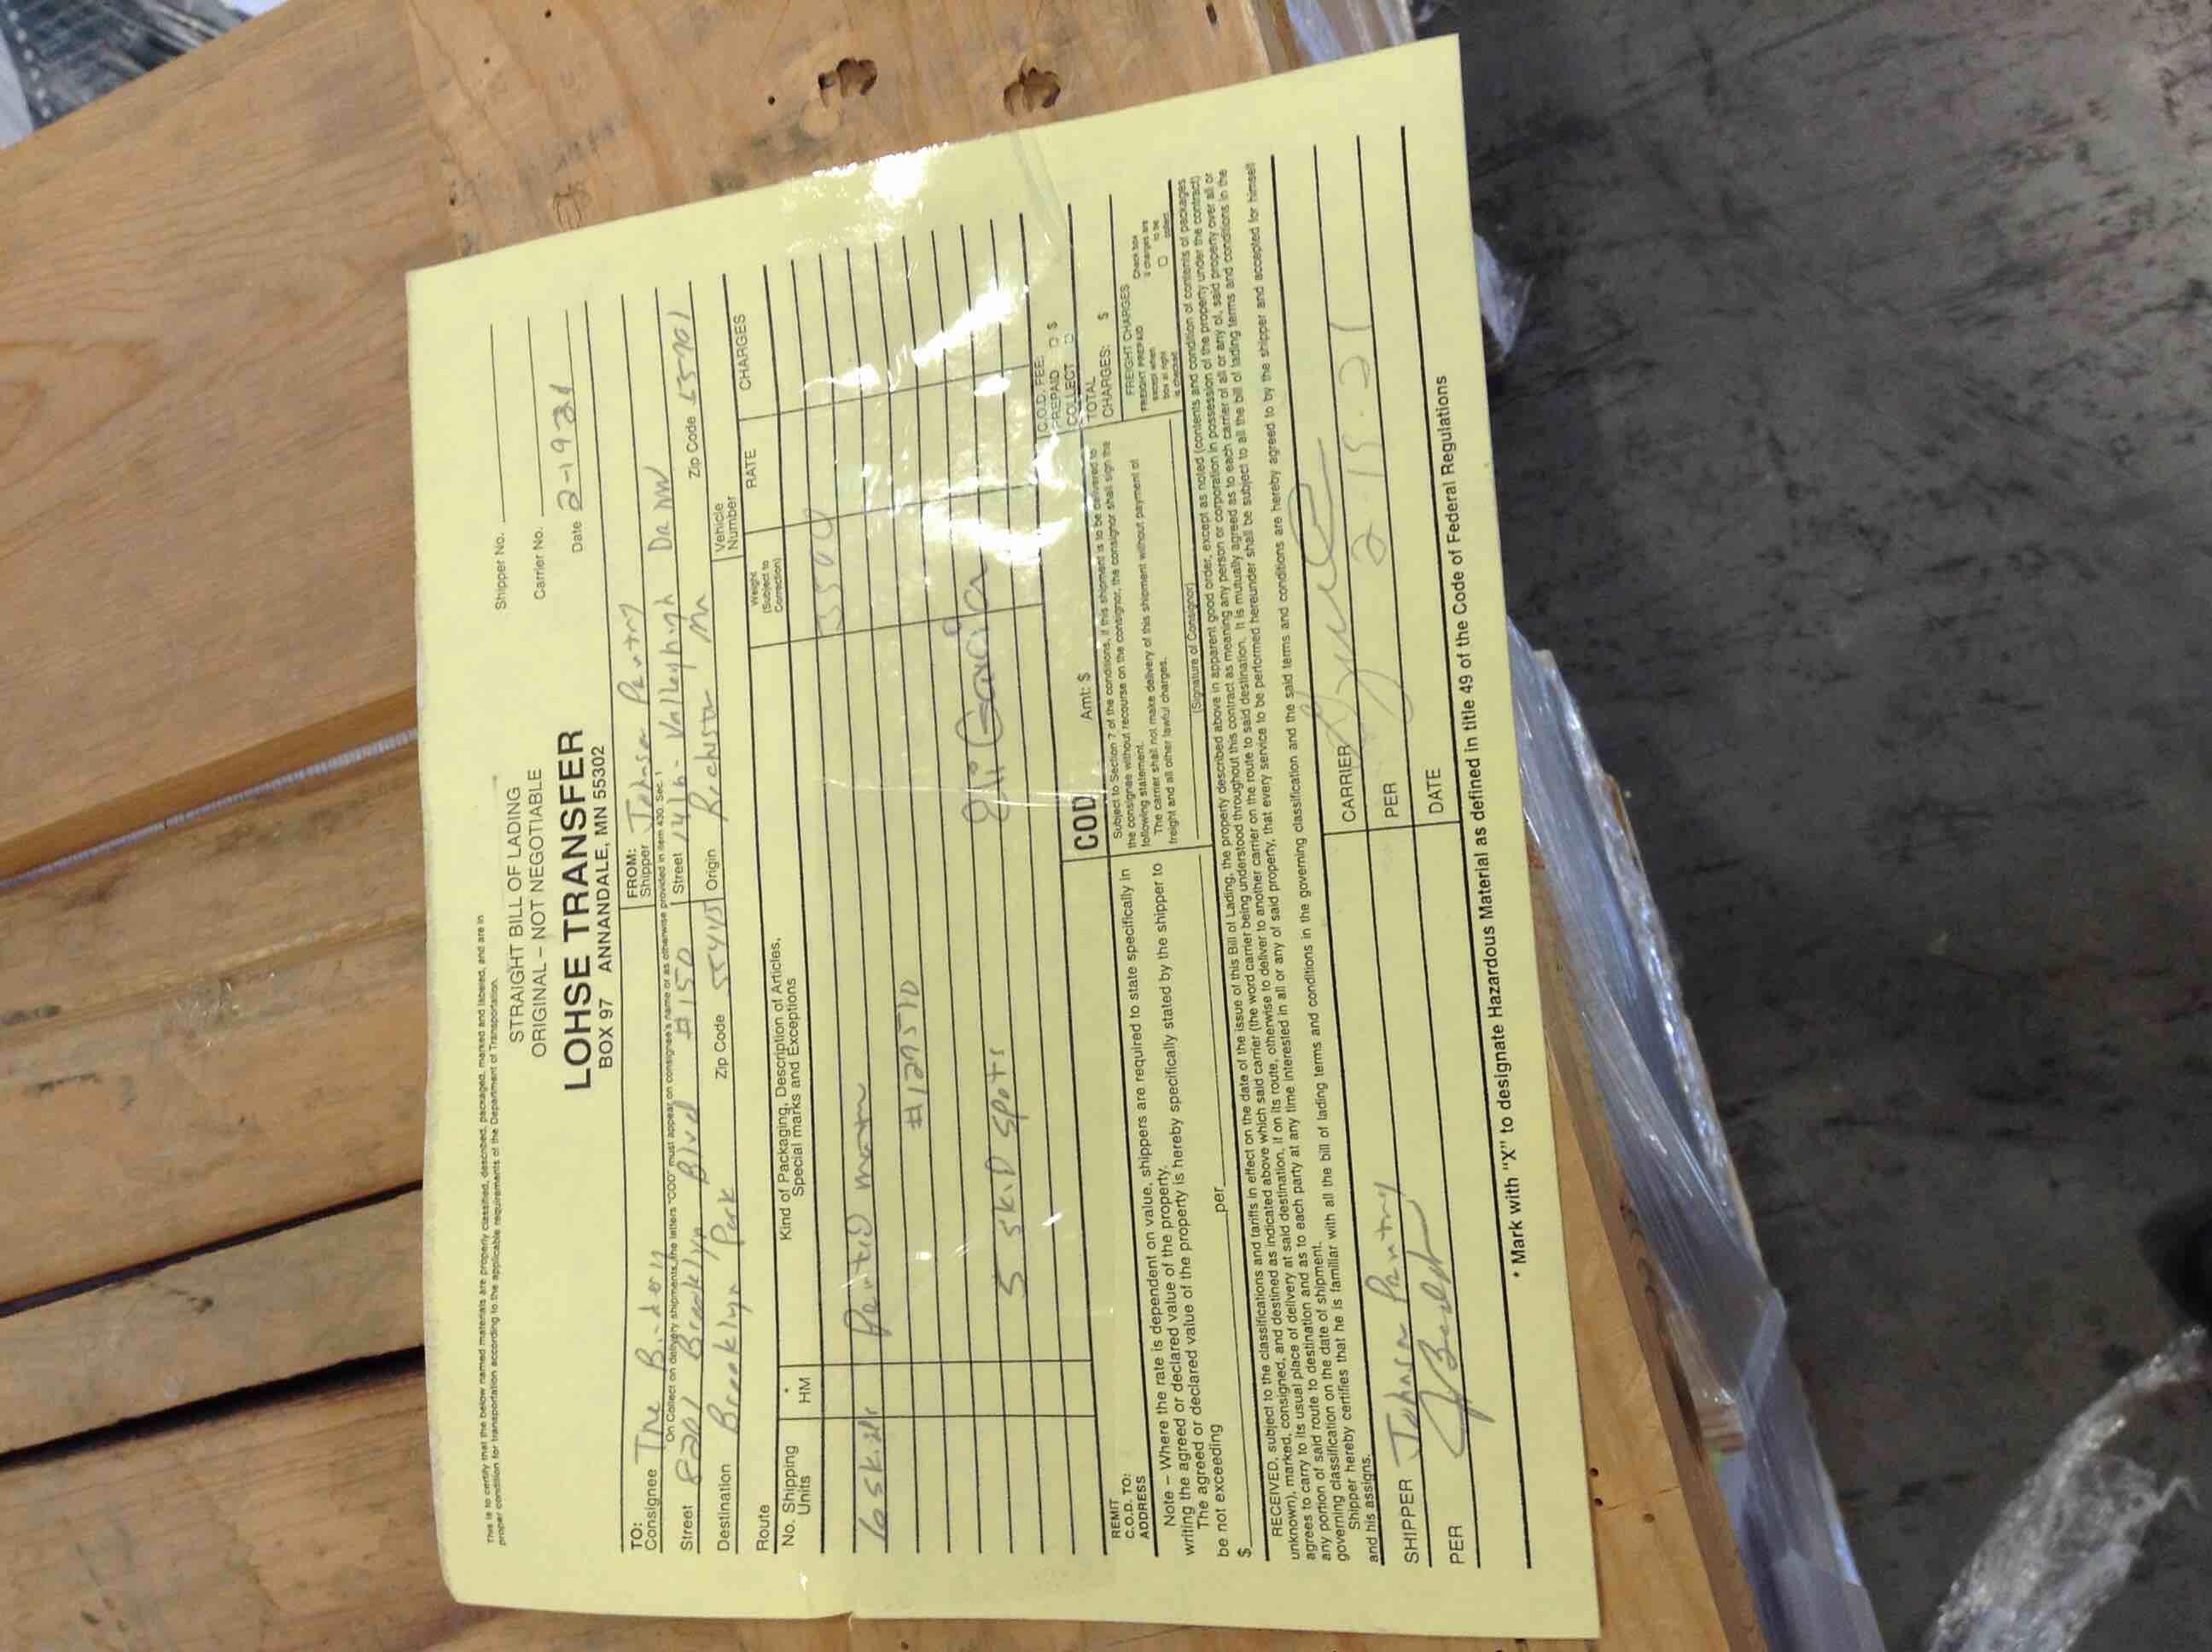 This is to certify that the below named materials are properly classified, described, packaged, marked and labeled, and are in
proper condition for transportation according to the applicable requirements of the Department of Transportation.
STRAIGHT BILL OF LADING
ORIGINAL – NOT NEGOTIABLE
LOHSE TRANSFER
BOX 97 ANNANDALE, MN 55302
Shipper No.
Carrier No.
Date 2-19-21
TO:
Consignee The Bindery
On Collect on delivery shipments, the letters "COD" must appear on consignee's name or as otherwise provided in item 430, Sec. 1
Street 8201 Brooklyn Blvd #150
Destination Brooklyn Park Zip Code 55445
FROM:
Shipper Johnson Printing
Street 1416- Valleyhigh Dr NW
Origin Rochester Mn Zip Code 55901
Route
Vehicle
Number
No. Shipping
Units
*
HM
Kind of Packaging, Description of Articles,
Special marks and Exceptions
Weight
(Subject to
Correction)
RATE
CHARGES
6 skids Printed matter
#127510
5 skid spots
REMIT
C.O.D. TO:
ADDRESS
COD Amt: $
C.O.D. FEE:
PREPAID $
COLLECT
Note – Where the rate is dependent on value, shippers are required to state specifically in
writing the agreed or declared value of the property.
The agreed or declared value of the property is hereby specifically stated by the shipper to
be not exceeding
$ per
Subject to Section 7 of the conditions, if this shipment is to be delivered to
the consignee without recourse on the consignor, the consignor shall sign the
following statement.
The carrier shall not make delivery of this shipment without payment of
freight and all other lawful charges.
(Signature of Consignor)
TOTAL
CHARGES: $
FREIGHT CHARGES
FREIGHT PREPAID
except when
box at right
is checked
Check box
if charges are
to be
collect
RECEIVED, subject to the classifications and tariffs in effect on the date of the issue of this Bill of Lading, the property described above in apparent good order, except as noted (contents and condition of contents of packages
unknown), marked, consigned, and destined as indicated above which said carrier (the word carrier being understood throughout this contract as meaning any person or corporation in possession of the property under the contract)
agrees to carry to its usual place of delivery at said destination, if on its route, otherwise to deliver to another carrier on the route to said destination. It is mutually agreed as to each carrier of all or any of, said property over all or
any portion of said route to destination and as to each party at any time interested in all or any of said property, that every service to be performed hereunder shall be subject to all the bill of lading terms and conditions in the
governing classification on the date of shipment.
Shipper hereby certifies that he is familiar with all the bill of lading terms and conditions in the governing classification and the said terms and conditions are hereby agreed to by the shipper and accepted for himself
and his assigns.
SHIPPER Johnson Printing
PER
CARRIER
PER
DATE 2-19-21
* Mark with "X" to designate Hazardous Material as defined in title 49 of the Code of Federal Regulations